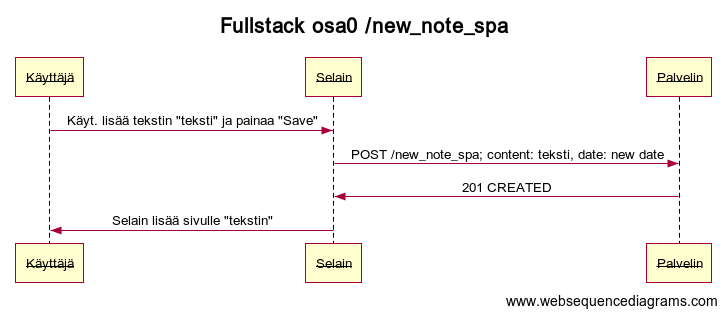 Fullstack osa0 /new_note_spa
Käyttäjä Selain Palvelin
Käyt. lisää tekstin "teksti" ja painaa "Save"
POST /new_note_spa; content: teksti, date: new date
201 CREATED
Selain lisää sivulle "tekstin"
Käyttäjä Selain Palvelin
www.websequencediagrams.com